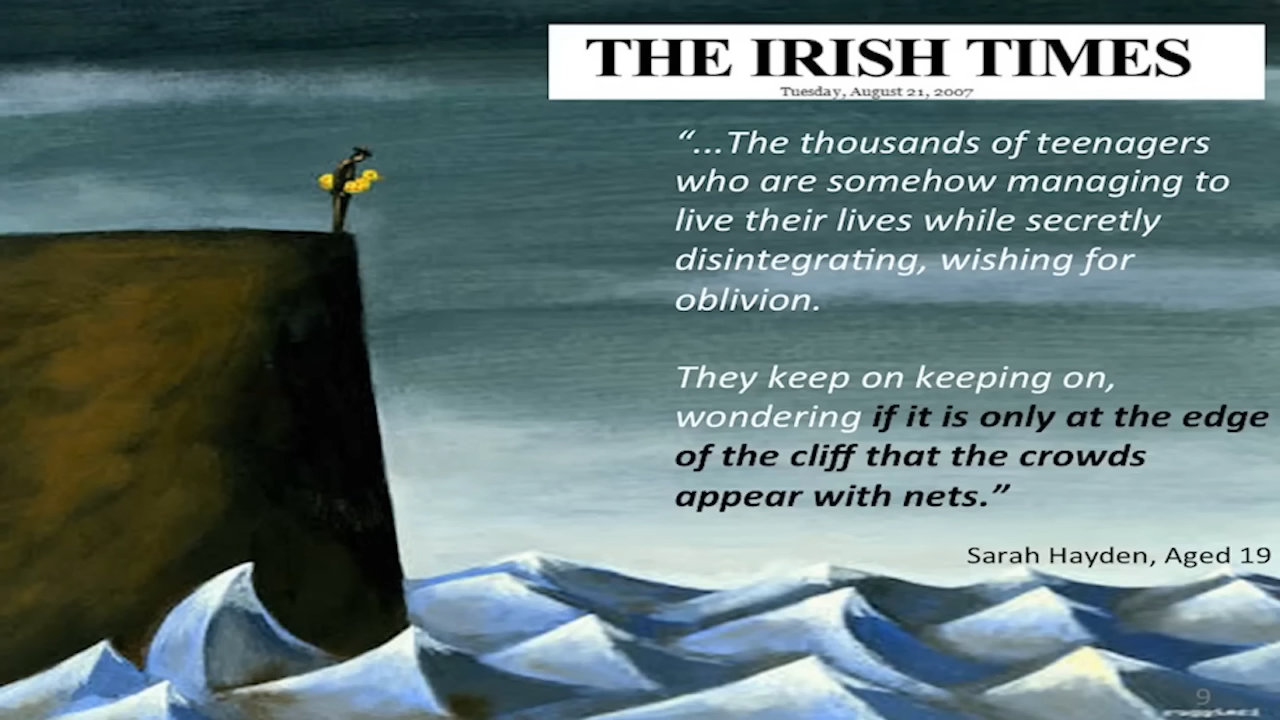 THE IRISH TIMES
Tuesday, August 21, 2007
“...The thousands of teenagers
who are somehow managing to
live their lives while secretly
disintegrating, wishing for
oblivion.
They keep on keeping on,
wondering if it is only at the edge
of the cliff that the crowds
appear with nets.”
Sarah Hayden, Aged 19
9